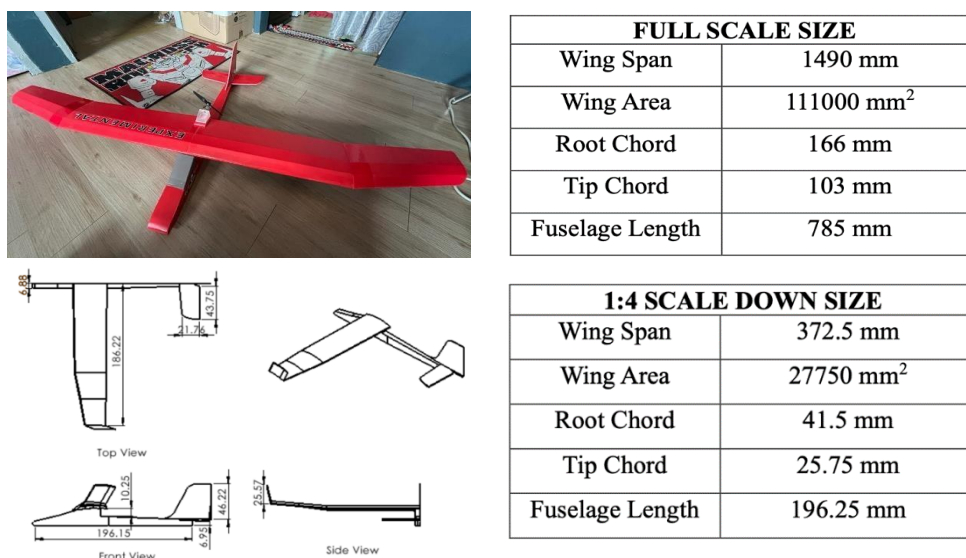 EXPERIMENTAL
FULL SCALE SIZE
Wing Span 1490 mm
Wing Area 111000 mm²
Root Chord 166 mm
Tip Chord 103 mm
Fuselage Length 785 mm
6.88
186.22
43.75
21.76
Top View
10.25
196.15
46.22
6.95
Front View
25.57
Side View
1:4 SCALE DOWN SIZE
Wing Span 372.5 mm
Wing Area 27750 mm²
Root Chord 41.5 mm
Tip Chord 25.75 mm
Fuselage Length 196.25 mm